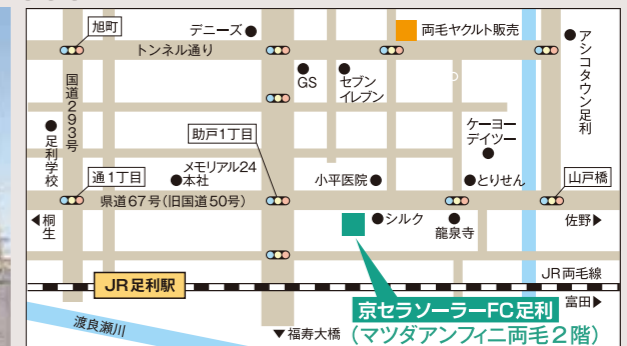 旭町
デニーズ
両毛ヤクルト販売
トンネル通り
アシコタウン足利
国道293号
GS
セブン
イレブン
足利学校
助戸1丁目
ケーヨー
デイツー
通1丁目
メモリアル24
本社
小平医院
とりせん
山戸橋
県道67号(旧国道50号)
◀桐生
シルク
龍泉寺
佐野▶
JR両毛線
JR足利駅
京セラソーラーFC足利
富田▶
渡良瀬川
▼福寿大橋
(マツダアンフィニ両毛2階)